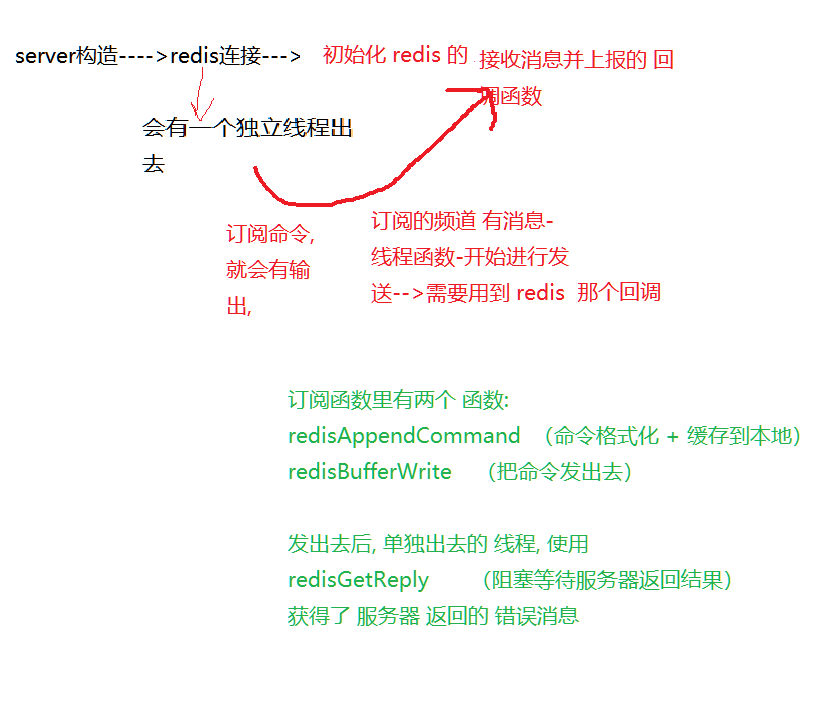 server构造---->redis连接---> 初始化 redis 的 接收消息并上报的 回
调函数
会有一个独立线程出
去
订阅命令,
就会有输
出,
订阅的频道 有消息-
线程函数-开始进行发
送-->需要用到 redis 那个回调
订阅函数里有两个 函数:
redisAppendCommand （命令格式化 + 缓存到本地）
redisBufferWrite （把命令发出去）
发出去后, 单独出去的 线程, 使用
redisGetReply （阻塞等待服务器返回结果）
获得了 服务器 返回的 错误消息